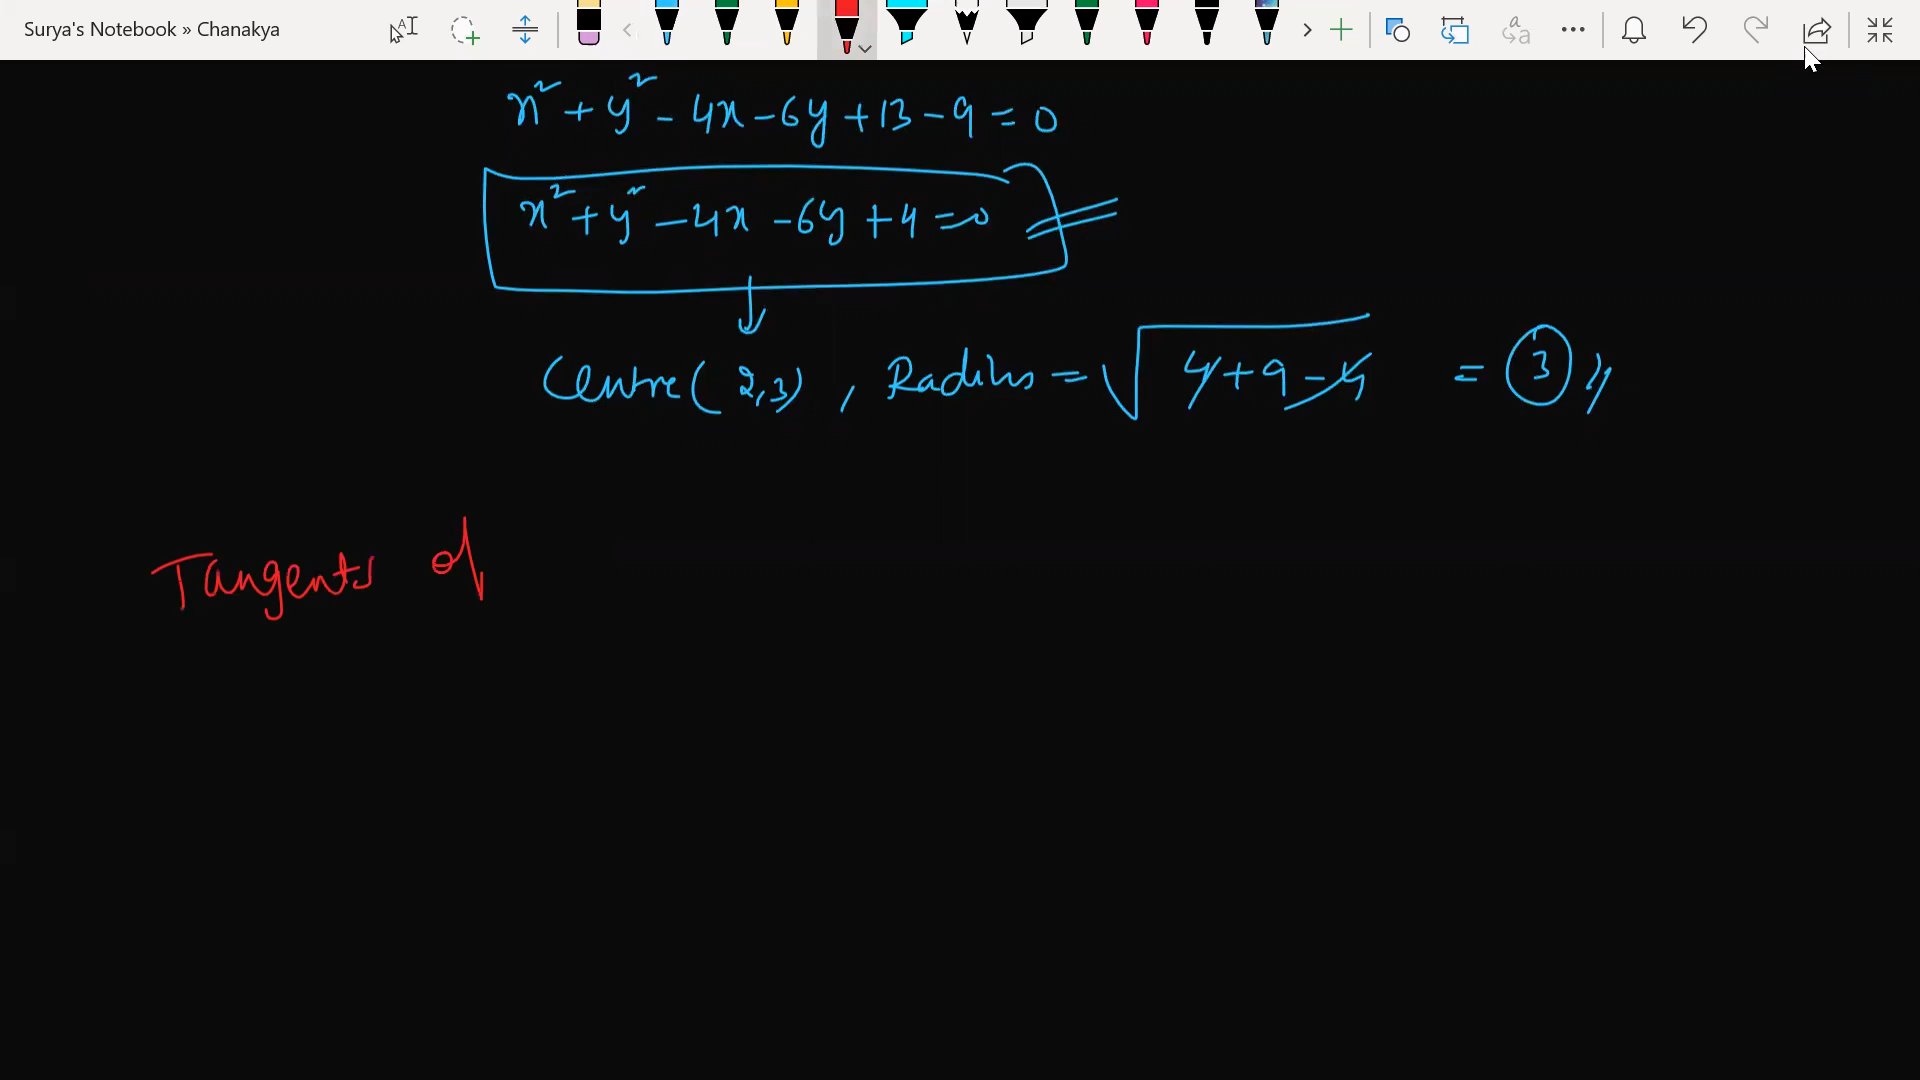 Surya's Notebook » Chanakya
x² + y² - 4x - 6y + 13 - 9 = 0
x² + y² - 4x - 6y + 4 = 0
Centre (2,3), Radius = √4+9-4 = 3
Tangents of